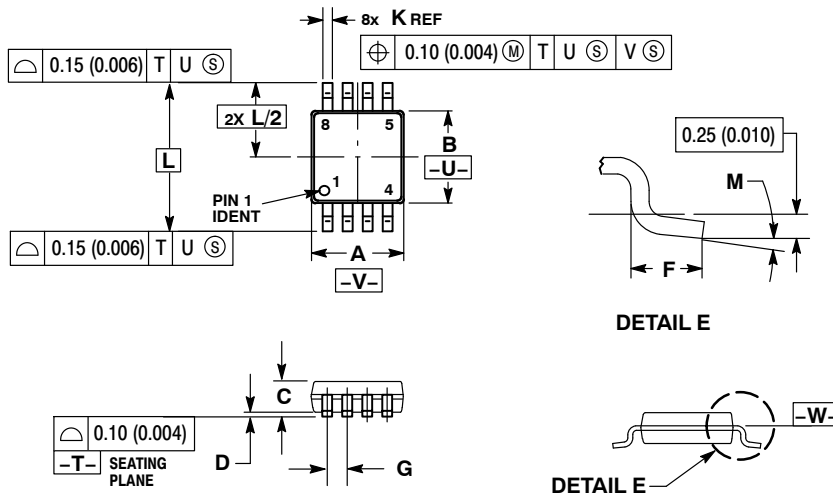 8x K REF
⌖ 0.10 (0.004) Ⓜ T U Ⓢ V Ⓢ
⌓ 0.15 (0.006) T U Ⓢ
2X L/2
8 5
B
-U-
L
PIN 1
IDENT
1 4
⌓ 0.15 (0.006) T U Ⓢ
A
-V-
0.25 (0.010)
M
F
DETAIL E
C
⌓ 0.10 (0.004)
-T- SEATING
PLANE
D
G
-W-
DETAIL E